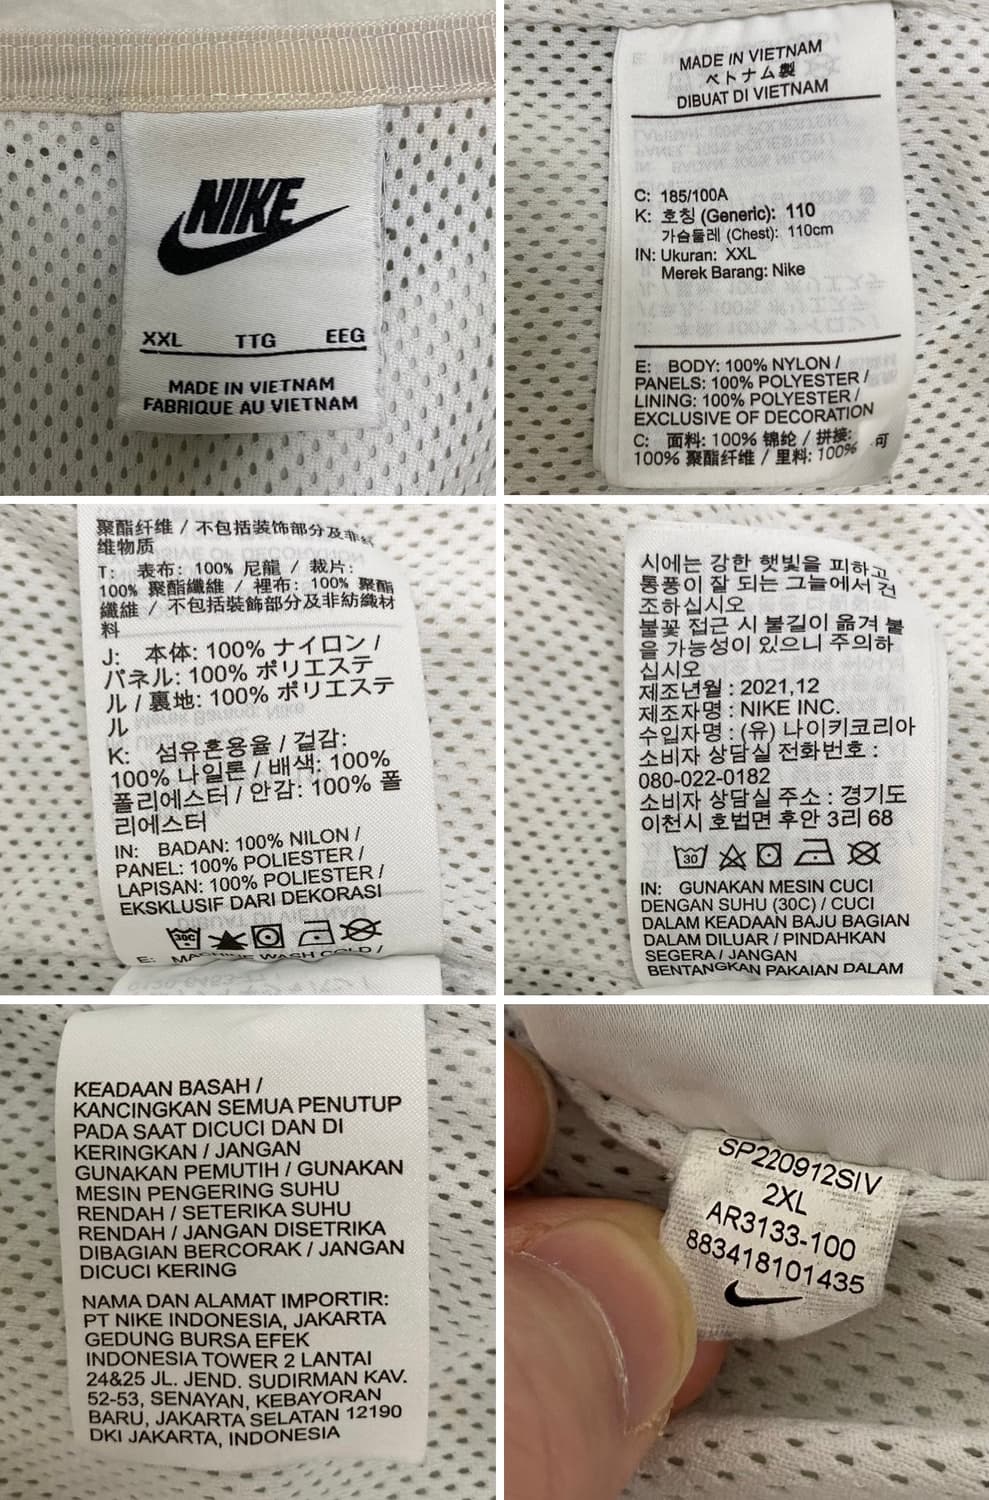 NIKE
XXL TTG EEG
MADE IN VIETNAM
FABRIQUE AU VIETNAM
MADE IN VIETNAM
ベトナム製
DIBUAT DI VIETNAM
C: 185/100A
K: 호칭 (Generic): 110
가슴둘레 (Chest): 110cm
IN: Ukuran: XXL
Merek Barang: Nike
E: BODY: 100% NYLON /
PANELS: 100% POLYESTER /
LINING: 100% POLYESTER /
EXCLUSIVE OF DECORATION
C: 面料: 100% 锦纶 / 拼接:
100% 聚酯纤维 / 里料: 100% 可
聚酯纤维 / 不包括装饰部分及非纺
维物质
T: 表布: 100% 尼龍 / 裁片:
100% 聚酯纖維 / 裡布: 100% 聚酯
纖維 / 不包括裝飾部分及非紡織材
料
J: 本体: 100% ナイロン /
パネル: 100% ポリエステ
ル / 裏地: 100% ポリエステ
ル
K: 섬유혼용율 / 겉감:
100% 나일론 / 배색: 100%
폴리에스터 / 안감: 100% 폴
리에스터
IN: BADAN: 100% NILON /
PANEL: 100% POLIESTER /
LAPISAN: 100% POLIESTER /
EKSKLUSIF DARI DEKORASI
30C
E: MACHINE WASH COLD /
시에는 강한 햇빛을 피하고,
통풍이 잘 되는 그늘에서 건
조하십시오
불꽃 접근 시 불길이 옮겨 붙
을 가능성이 있으니 주의하
십시오
제조년월 : 2021,12
제조자명 : NIKE INC.
수입자명 : (유) 나이키코리아
소비자 상담실 전화번호 :
080-022-0182
소비자 상담실 주소 : 경기도
이천시 호법면 후안 3리 68
30
IN: GUNAKAN MESIN CUCI
DENGAN SUHU (30C) / CUCI
DALAM KEADAAN BAJU BAGIAN
DALAM DILUAR / PINDAHKAN
SEGERA / JANGAN
BENTANGKAN PAKAIAN DALAM
KEADAAN BASAH /
KANCINGKAN SEMUA PENUTUP
PADA SAAT DICUCI DAN DI
KERINGKAN / JANGAN
GUNAKAN PEMUTIH / GUNAKAN
MESIN PENGERING SUHU
RENDAH / SETERIKA SUHU
RENDAH / JANGAN DISETRIKA
DIBAGIAN BERCORAK / JANGAN
DICUCI KERING
NAMA DAN ALAMAT IMPORTIR:
PT NIKE INDONESIA, JAKARTA
GEDUNG BURSA EFEK
INDONESIA TOWER 2 LANTAI
24&25 JL. JEND. SUDIRMAN KAV.
52-53, SENAYAN, KEBAYORAN
BARU, JAKARTA SELATAN 12190
DKI JAKARTA, INDONESIA
SP220912SIV
2XL
AR3133-100
883418101435